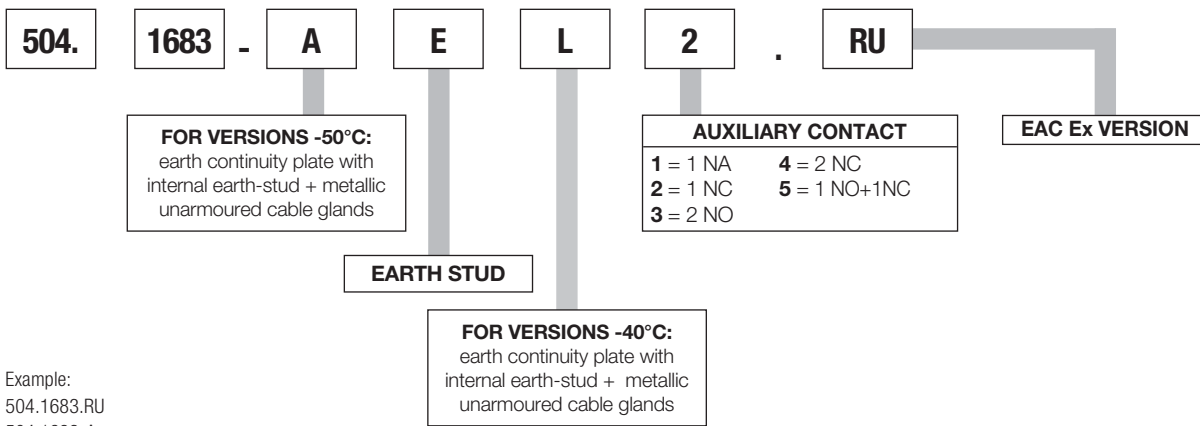 504. 1683 - A E L 2 . RU
FOR VERSIONS -50°C:
earth continuity plate with
internal earth-stud + metallic
unarmoured cable glands
AUXILIARY CONTACT
1 = 1 NA 4 = 2 NC
2 = 1 NC 5 = 1 NO+1NC
3 = 2 NO
EAC Ex VERSION
EARTH STUD
FOR VERSIONS -40°C:
earth continuity plate with
internal earth-stud + metallic
unarmoured cable glands
Example:
504.1683.RU